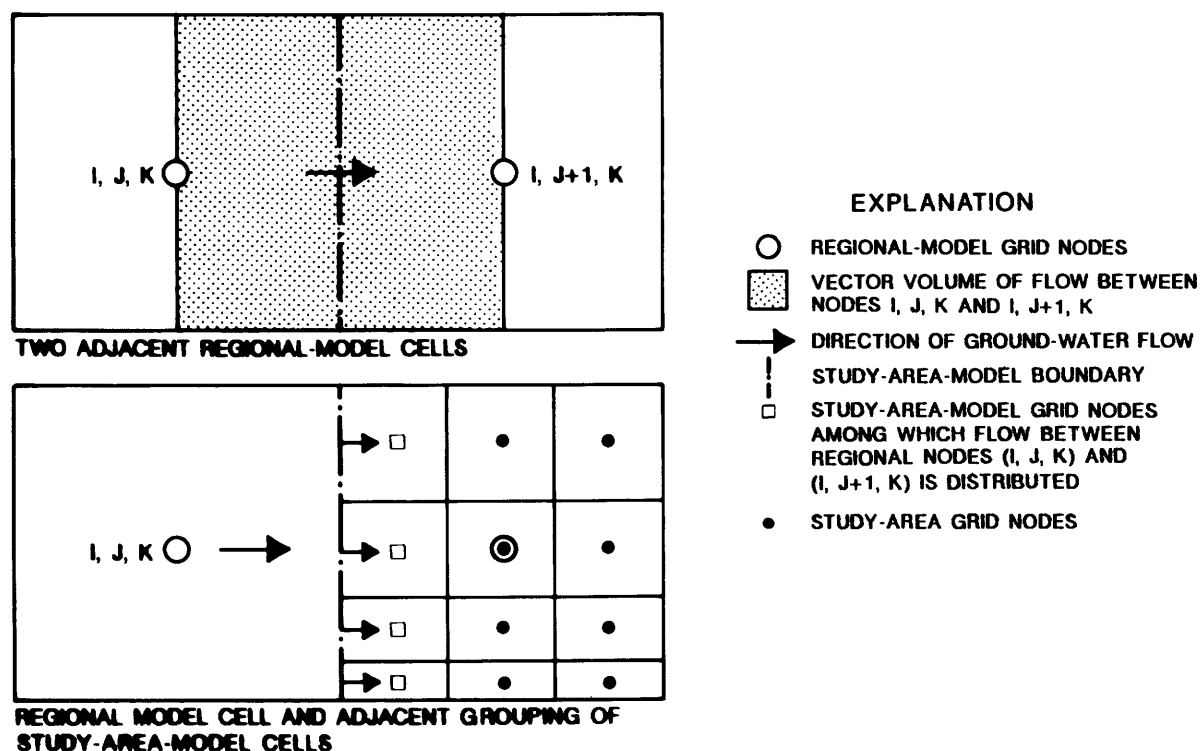 I, J, K
I, J+1, K
TWO ADJACENT REGIONAL-MODEL CELLS
I, J, K
REGIONAL MODEL CELL AND ADJACENT GROUPING OF
STUDY-AREA-MODEL CELLS
EXPLANATION
REGIONAL-MODEL GRID NODES
VECTOR VOLUME OF FLOW BETWEEN
NODES I, J, K AND I, J+1, K
DIRECTION OF GROUND-WATER FLOW
STUDY-AREA-MODEL BOUNDARY
STUDY-AREA-MODEL GRID NODES
AMONG WHICH FLOW BETWEEN
REGIONAL NODES (I, J, K) AND
(I, J+1, K) IS DISTRIBUTED
STUDY-AREA GRID NODES